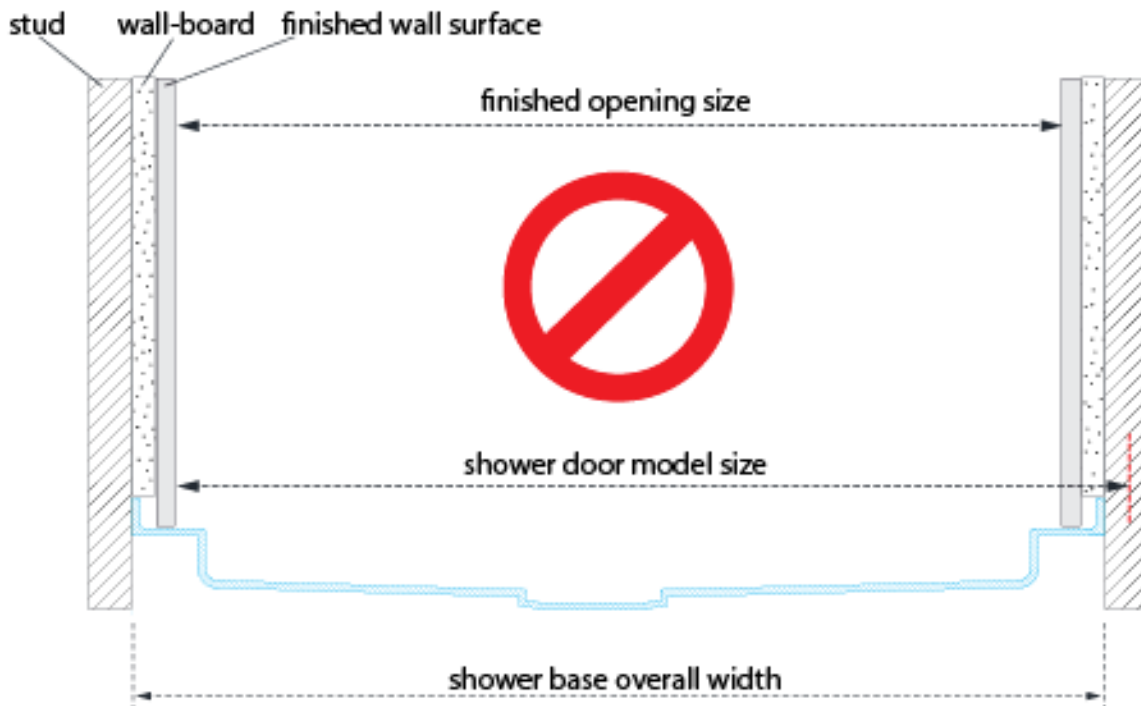 stud wall-board finished wall surface
finished opening size
shower door model size
shower base overall width